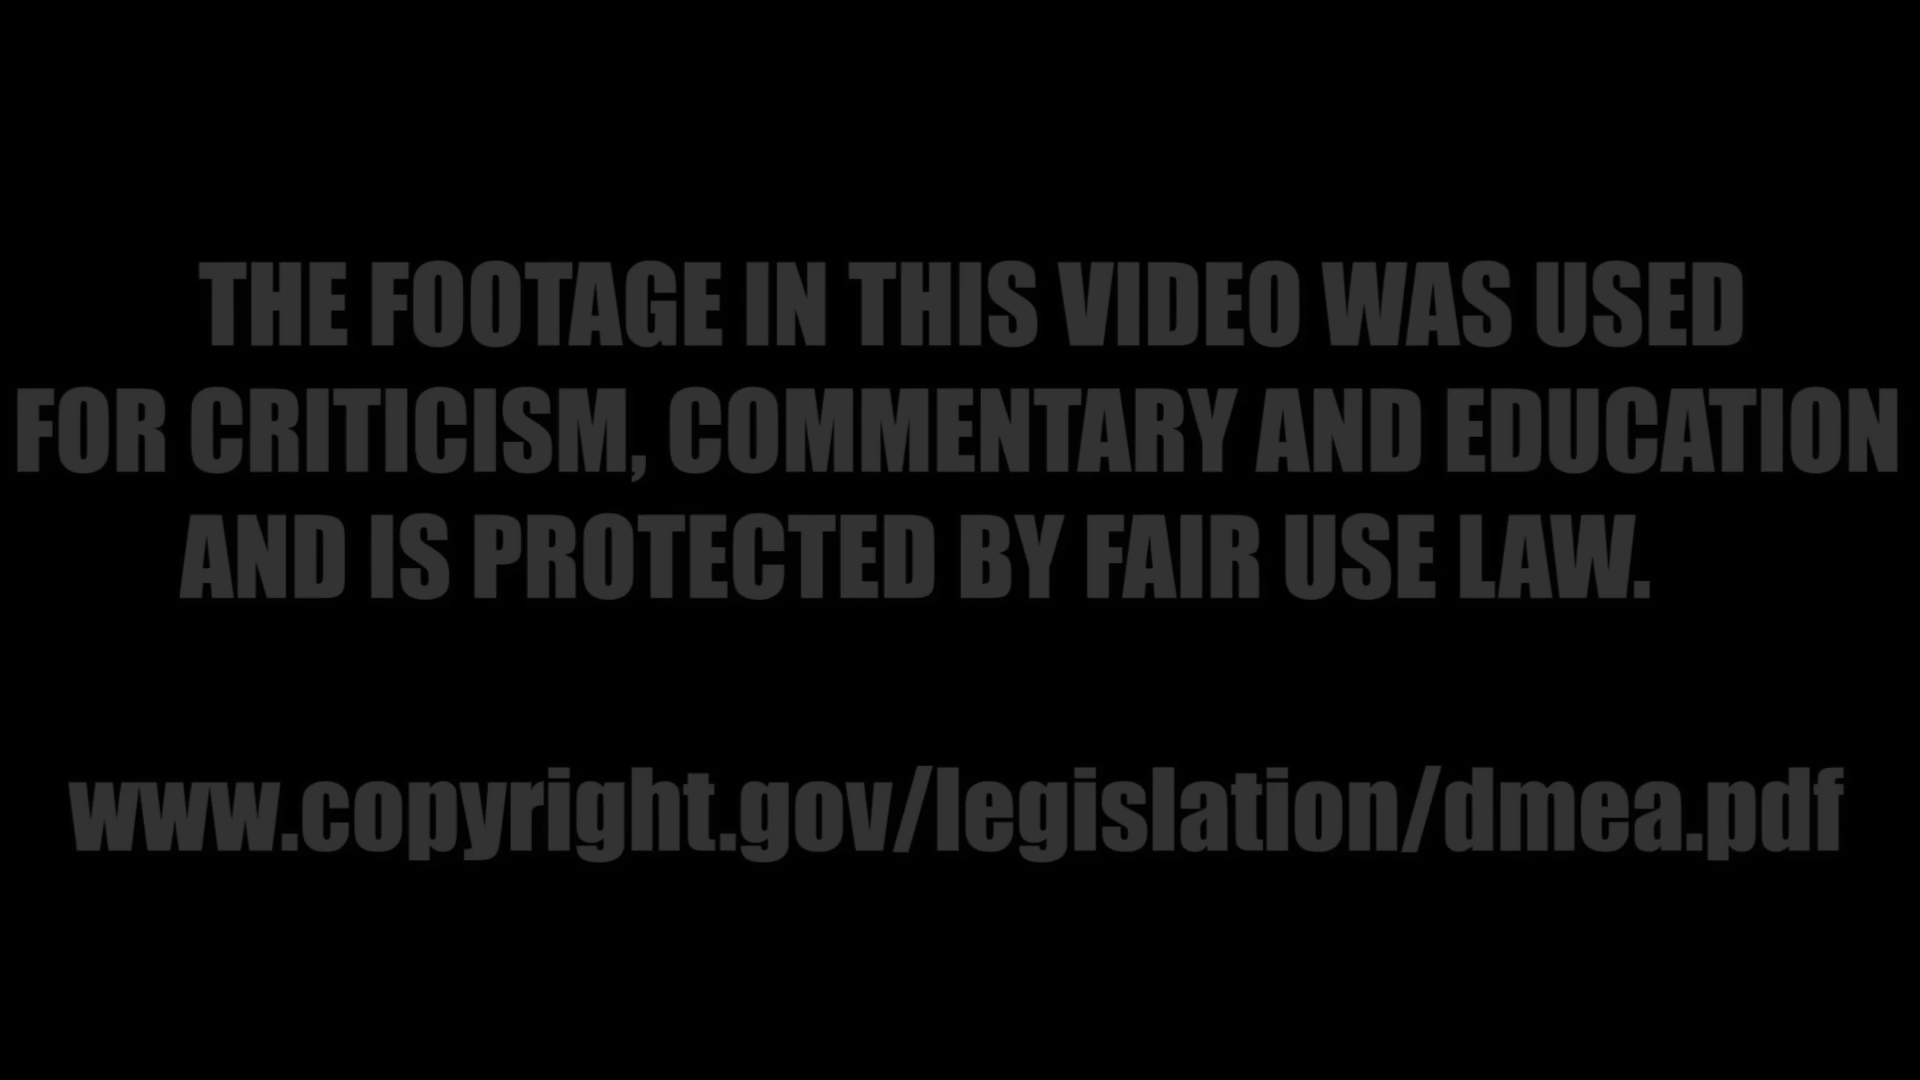 THE FOOTAGE IN THIS VIDEO WAS USED
FOR CRITICISM, COMMENTARY AND EDUCATION
AND IS PROTECTED BY FAIR USE LAW.
www.copyright.gov/legislation/dmea.pdf